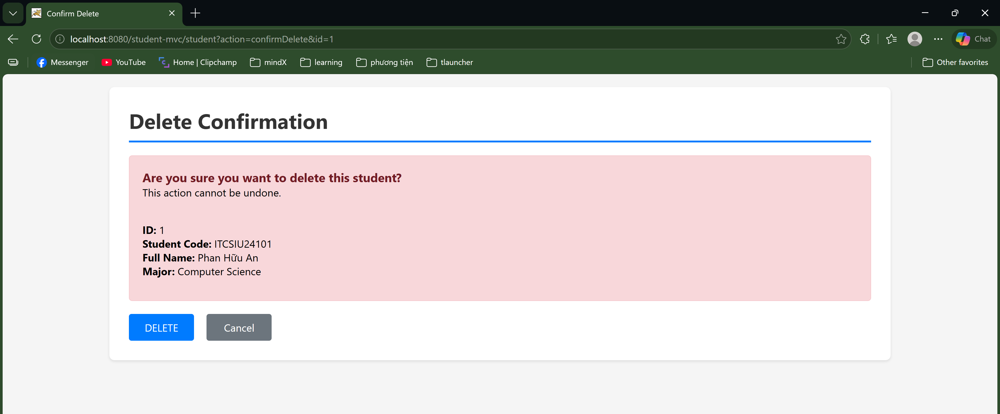 Confirm Delete
localhost:8080/student-mvc/student?action=confirmDelete&id=1
Chat
Messenger
YouTube
Home | Clipchamp
mindX
learning
phương tiện
tlauncher
Other favorites
Delete Confirmation
Are you sure you want to delete this student?
This action cannot be undone.
ID: 1
Student Code: ITCSIU24101
Full Name: Phan Hữu An
Major: Computer Science
DELETE
Cancel